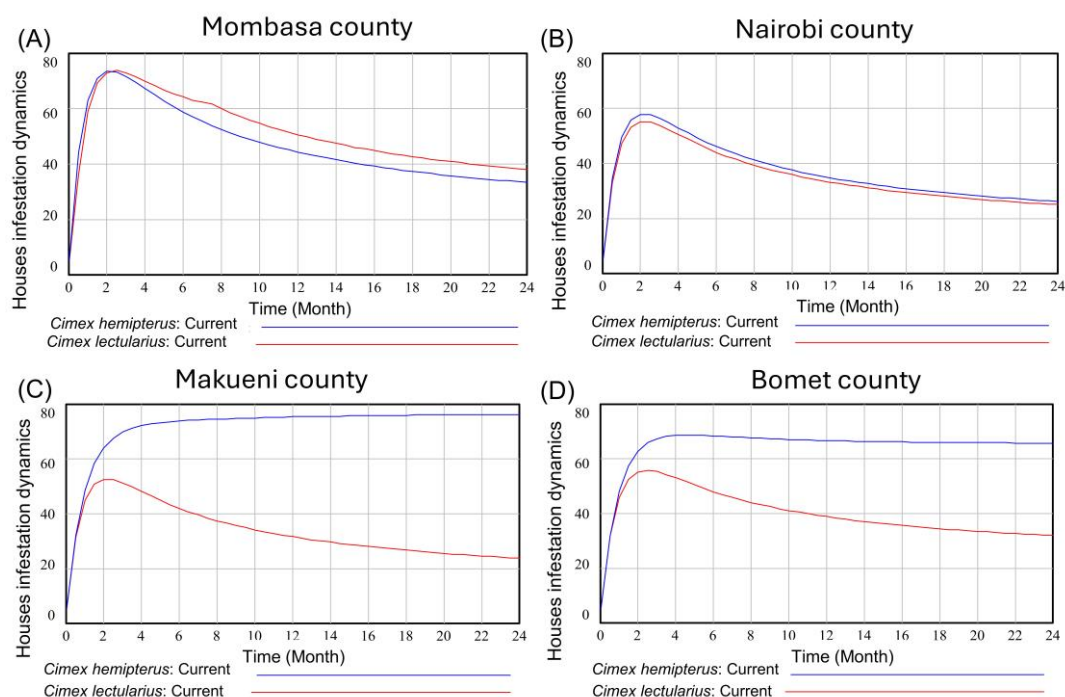 (A) Mombasa county
Houses infestation dynamics
80
60
40
20
0
0 2 4 6 8 10 12 14 16 18 20 22 24
Time (Month)
Cimex hemipterus: Current
Cimex lectularius: Current
(B) Nairobi county
Houses infestation dynamics
80
60
40
20
0
0 2 4 6 8 10 12 14 16 18 20 22 24
Time (Month)
Cimex hemipterus: Current
Cimex lectularius: Current
(C) Makueni county
Houses infestation dynamics
80
60
40
20
0
0 2 4 6 8 10 12 14 16 18 20 22 24
Time (Month)
Cimex hemipterus: Current
Cimex lectularius: Current
(D) Bomet county
Houses infestation dynamics
80
60
40
20
0
0 2 4 6 8 10 12 14 16 18 20 22 24
Time (Month)
Cimex hemipterus: Current
Cimex lectularius: Current